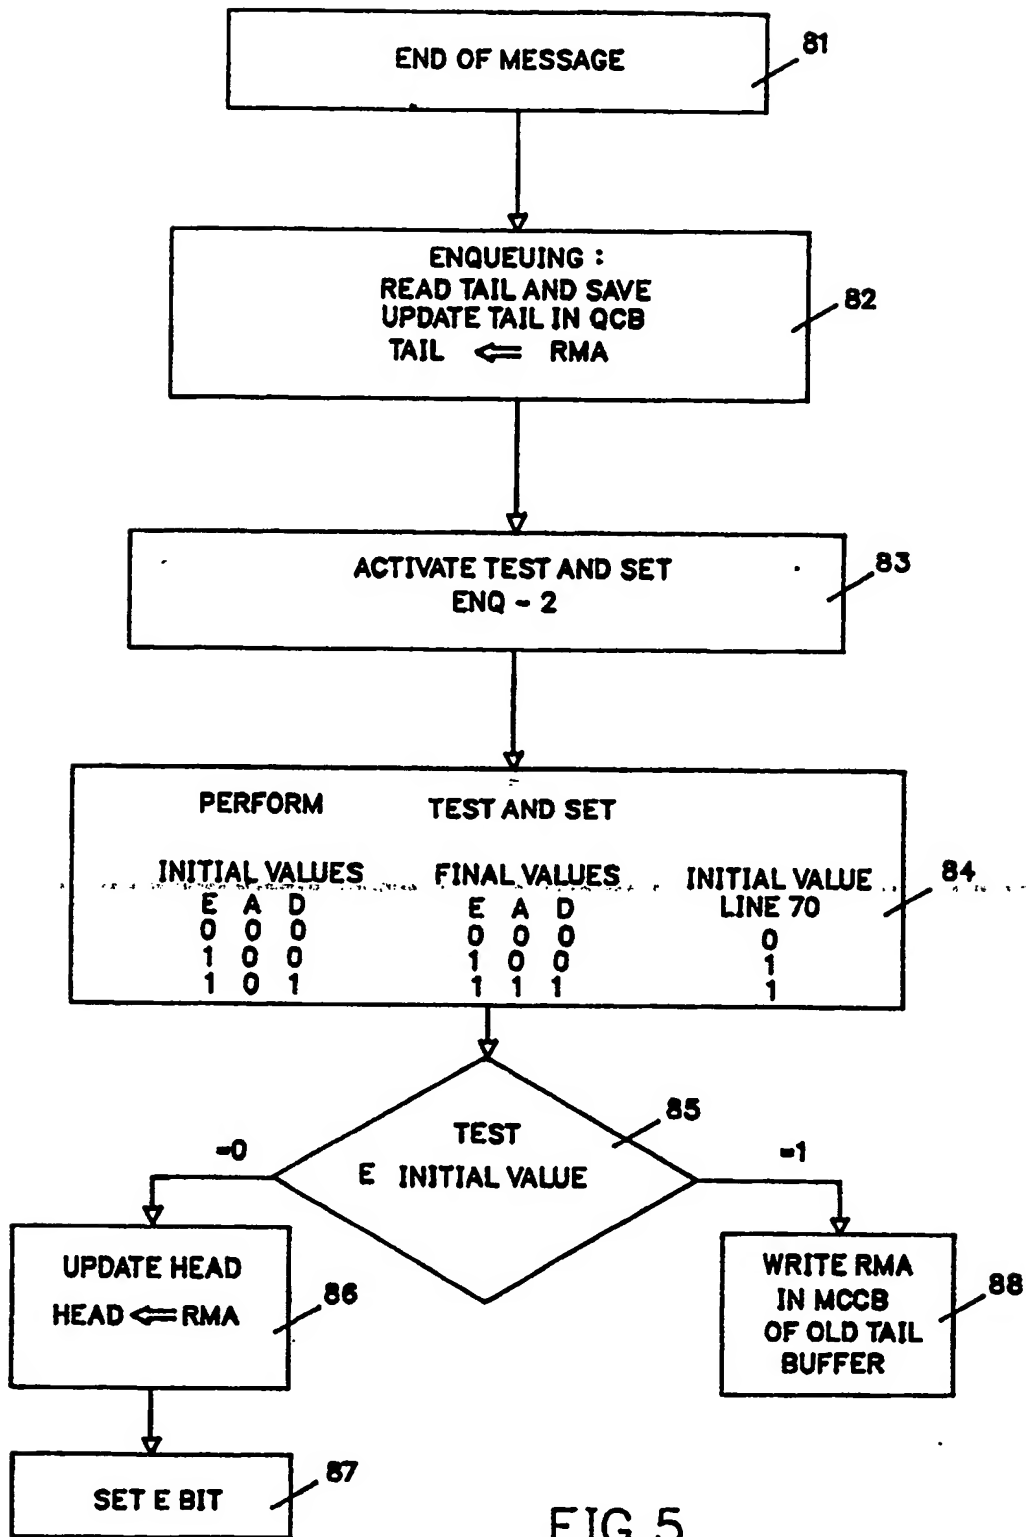 END OF MESSAGE
81
ENQUEUING :
READ TAIL AND SAVE
UPDATE TAIL IN QCB
TAIL ⇐ RMA
82
ACTIVATE TEST AND SET
ENQ - 2
83
PERFORM TEST AND SET
INITIAL VALUES FINAL VALUES INITIAL VALUE
LINE 70
E A D E A D
0 0 0 0 0 0 0
1 0 0 1 0 0 1
1 0 1 1 1 1 1
84
TEST
E INITIAL VALUE
85
=0
=1
UPDATE HEAD
HEAD ⇐ RMA
86
WRITE RMA
IN MCCB
OF OLD TAIL
BUFFER
88
SET E BIT
87
FIG.5